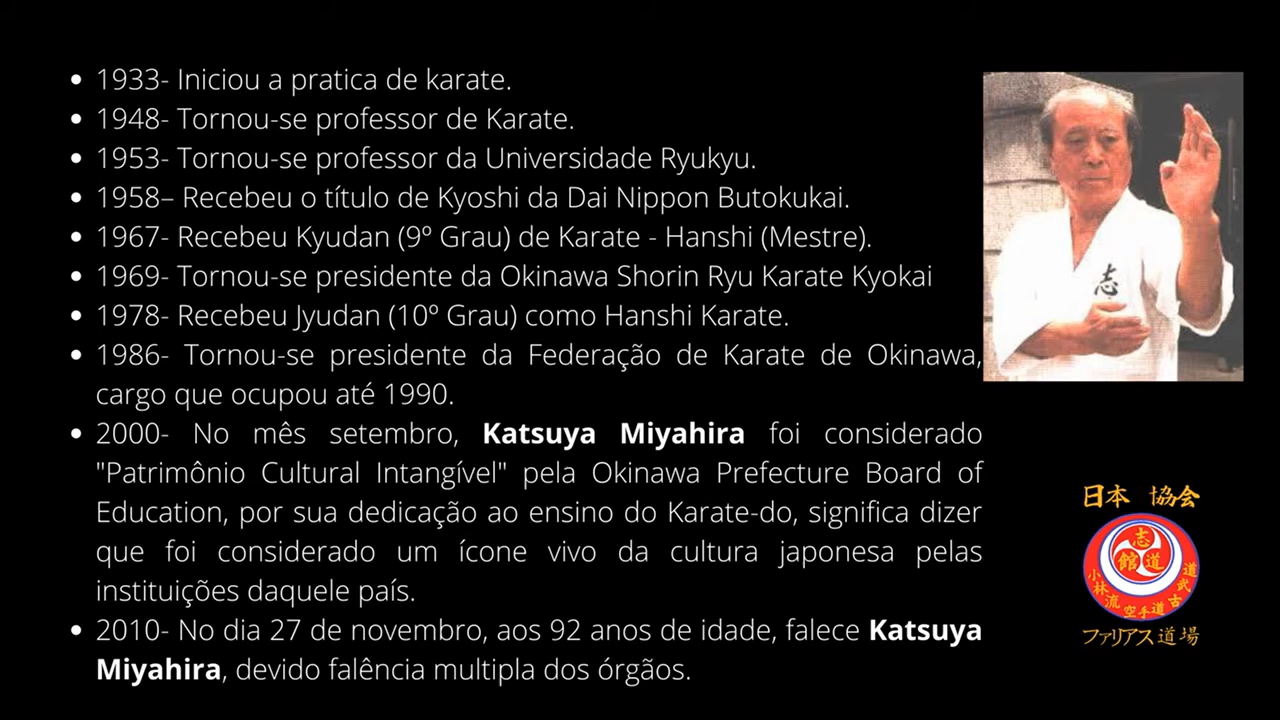 • 1933- Iniciou a pratica de karate.
• 1948- Tornou-se professor de Karate.
• 1953- Tornou-se professor da Universidade Ryukyu.
• 1958– Recebeu o título de Kyoshi da Dai Nippon Butokukai.
• 1967- Recebeu Kyudan (9º Grau) de Karate - Hanshi (Mestre).
• 1969- Tornou-se presidente da Okinawa Shorin Ryu Karate Kyokai
• 1978- Recebeu Jyudan (10º Grau) como Hanshi Karate.
• 1986- Tornou-se presidente da Federação de Karate de Okinawa,
cargo que ocupou até 1990.
• 2000- No mês setembro, Katsuya Miyahira foi considerado
"Patrimônio Cultural Intangível" pela Okinawa Prefecture Board of
Education, por sua dedicação ao ensino do Karate-do, significa dizer
que foi considerado um ícone vivo da cultura japonesa pelas
instituições daquele país.
• 2010- No dia 27 de novembro, aos 92 anos de idade, falece Katsuya
Miyahira, devido falência multipla dos órgãos.
志
日本 協会
志
館 道
小林流空手道古武道
ファリアス道場